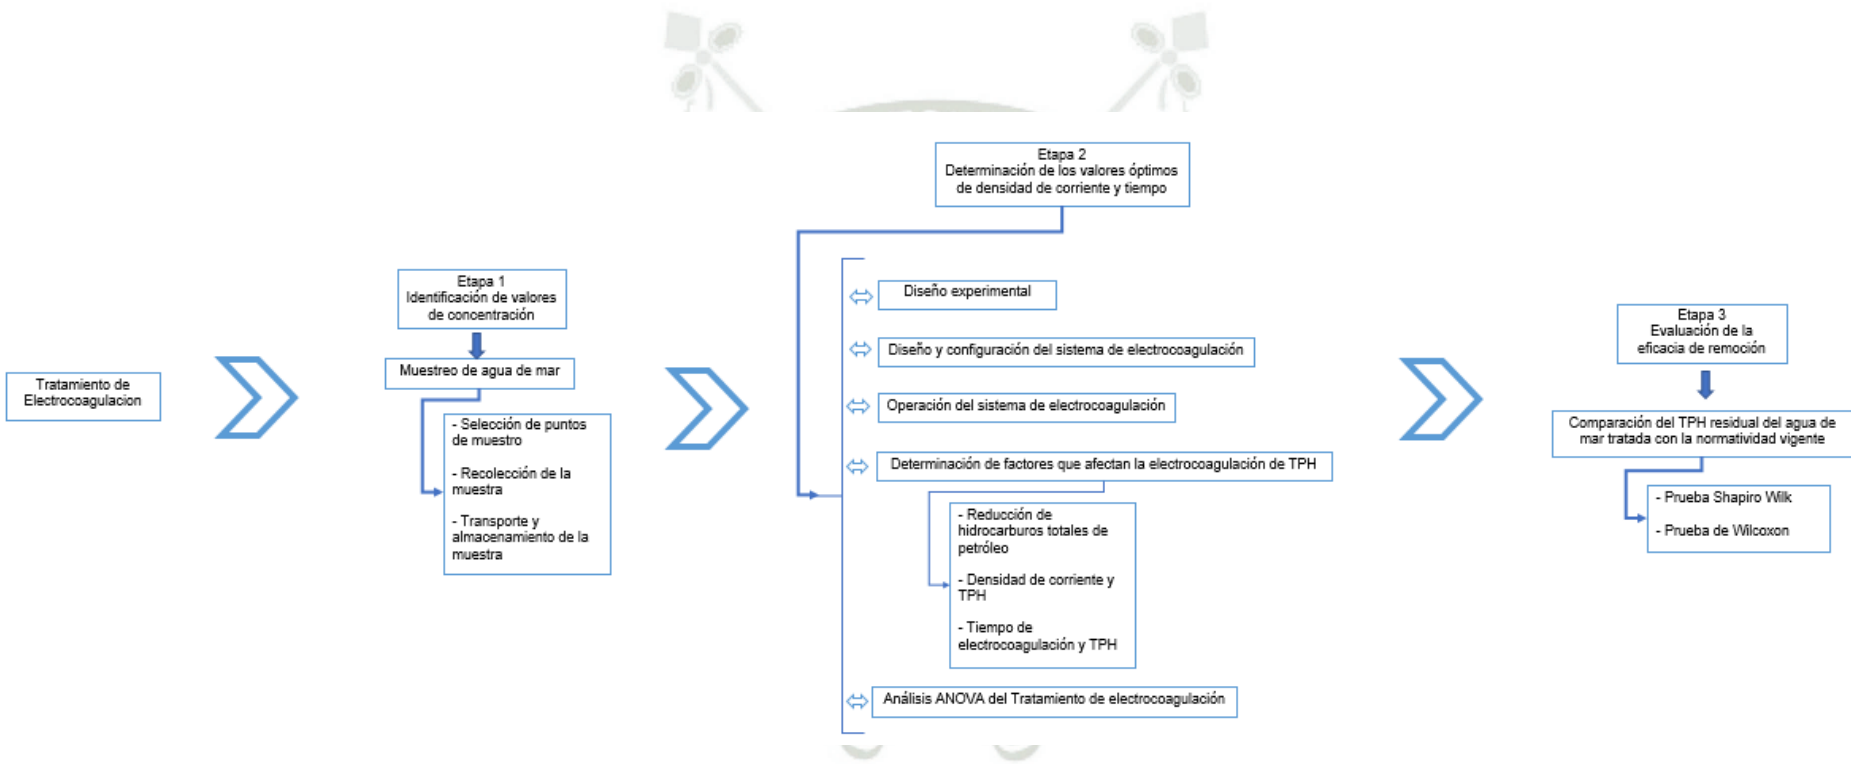 Tratamiento de
Electrocoagulacion
Etapa 1
Identificación de valores
de concentración
Muestreo de agua de mar
- Selección de puntos
de muestro
- Recolección de la
muestra
- Transporte y
almacenamiento de la
muestra
Etapa 2
Determinación de los valores óptimos
de densidad de corriente y tiempo
Diseño experimental
Diseño y configuración del sistema de electrocoagulación
Operación del sistema de electrocoagulación
Determinación de factores que afectan la electrocoagulación de TPH
- Reducción de
hidrocarburos totales de
petróleo
- Densidad de corriente y
TPH
- Tiempo de
electrocoagulación y TPH
Análisis ANOVA del Tratamiento de electrocoagulación
Etapa 3
Evaluación de la
eficacia de remoción
Comparación del TPH residual del agua de
mar tratada con la normatividad vigente
- Prueba Shapiro Wilk
- Prueba de Wilcoxon